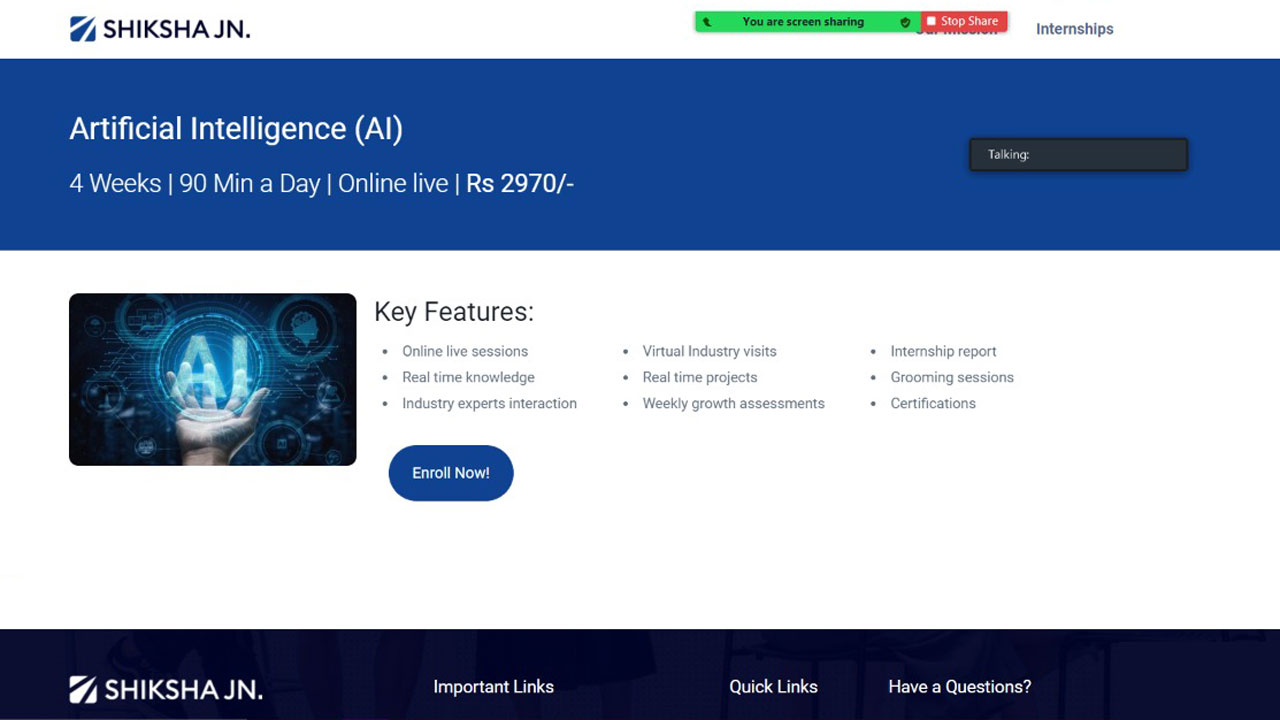 SHIKSHA JN.
You are screen sharing
Stop Share
Our Mission
Internships
Artificial Intelligence (AI)
4 Weeks | 90 Min a Day | Online live | Rs 2970/-
Talking:
AI
Key Features:
Online live sessions
Real time knowledge
Industry experts interaction
Virtual Industry visits
Real time projects
Weekly growth assessments
Internship report
Grooming sessions
Certifications
Enroll Now!
SHIKSHA JN.
Important Links
Quick Links
Have a Questions?